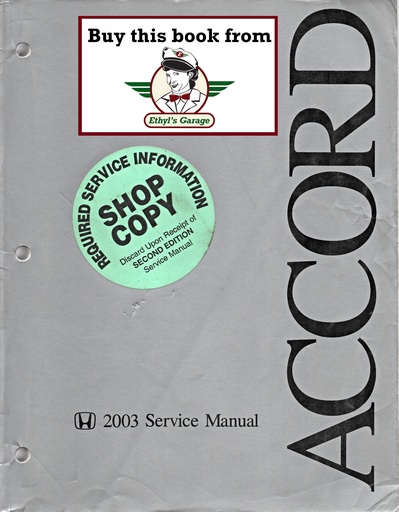 Buy this book from
Ethyl's Garage
REQUIRED SERVICE INFORMATION
SHOP
COPY
Discard Upon Receipt of
SECOND EDITION
Service Manual
ACCORD
2003 Service Manual